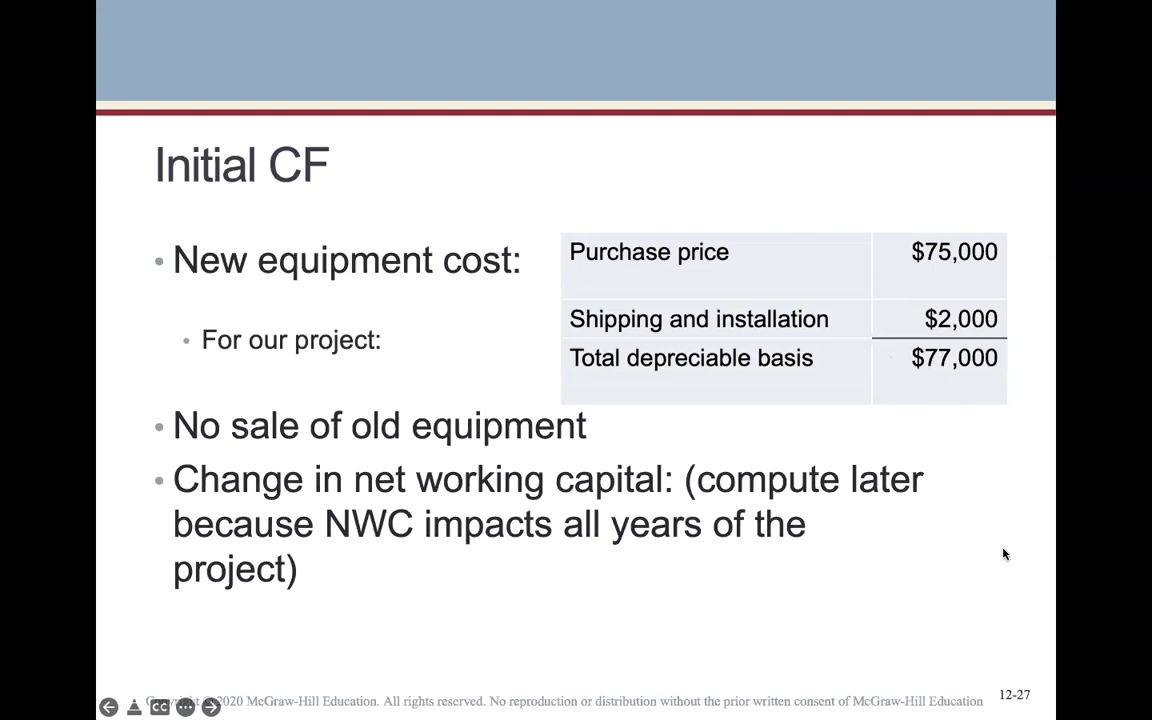 Initial CF
• New equipment cost:
• For our project:
Purchase price $75,000
Shipping and installation $2,000
Total depreciable basis $77,000
• No sale of old equipment
• Change in net working capital: (compute later
because NWC impacts all years of the
project)
CC
Copyright © 2020 McGraw-Hill Education. All rights reserved. No reproduction or distribution without the prior written consent of McGraw-Hill Education
12-27